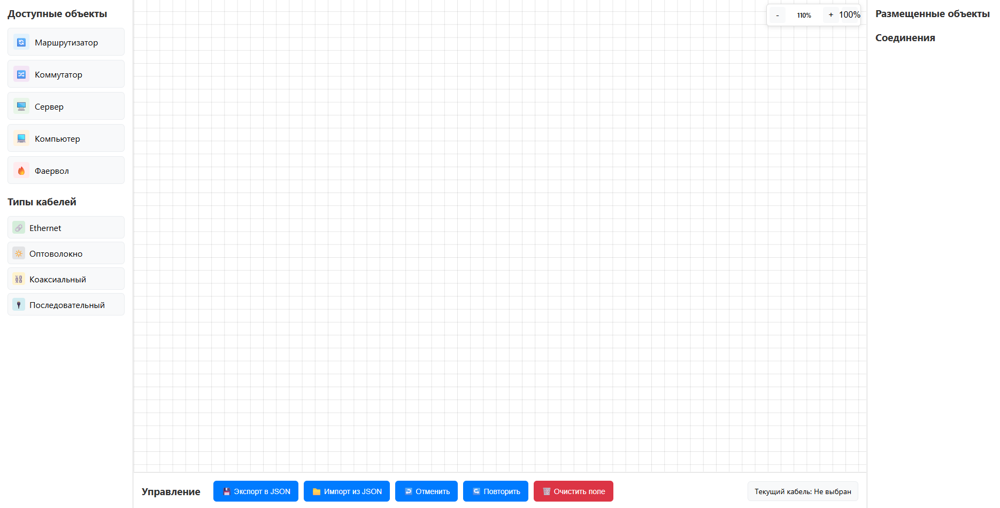 Доступные объекты
Маршрутизатор
Коммутатор
Сервер
Компьютер
Фаервол
Типы кабелей
Ethernet
Оптоволокно
Коаксиальный
Последовательный
- 110% + 100%
Управление
Экспорт в JSON
Импорт из JSON
Отменить
Повторить
Очистить поле
Текущий кабель: Не выбран
Размещенные объекты
Соединения